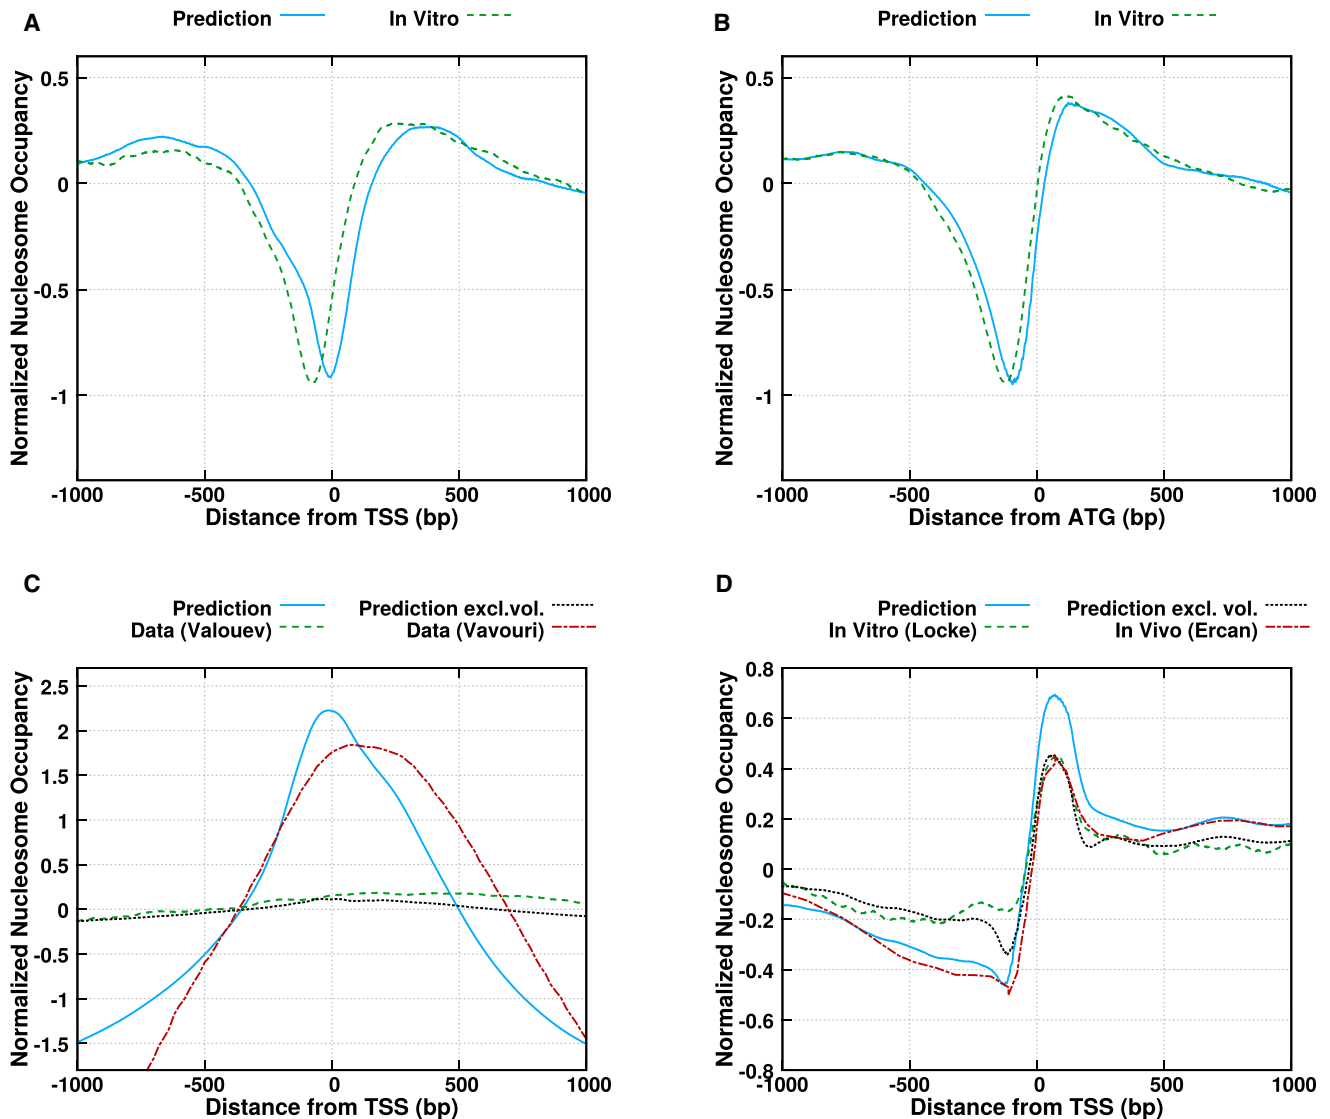 A
Prediction
In Vitro
Normalized Nucleosome Occupancy
0.5
0
-0.5
-1
-1000
-500
0
500
1000
Distance from TSS (bp)
B
Prediction
In Vitro
Normalized Nucleosome Occupancy
0.5
0
-0.5
-1
-1000
-500
0
500
1000
Distance from ATG (bp)
C
Prediction
Prediction excl.vol.
Data (Valouev)
Data (Vavouri)
Normalized Nucleosome Occupancy
2.5
2
1.5
1
0.5
0
-0.5
-1
-1.5
-1000
-500
0
500
1000
Distance from TSS (bp)
D
Prediction
Prediction excl. vol.
In Vitro (Locke)
In Vivo (Ercan)
Normalized Nucleosome Occupancy
0.8
0.6
0.4
0.2
0
-0.2
-0.4
-0.6
-0.8
-1000
-500
0
500
1000
Distance from TSS (bp)